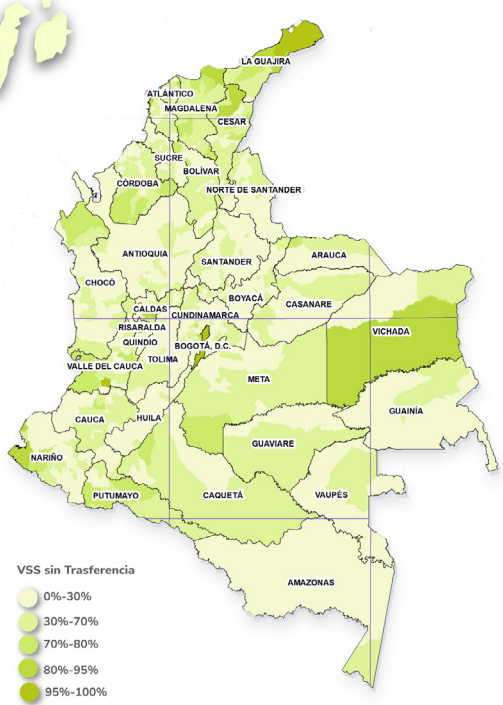 LA GUAJIRA
ATLÁNTICO
MAGDALENA
CESAR
SUCRE
BOLÍVAR
CÓRDOBA
NORTE DE SANTANDER
ANTIOQUIA
SANTANDER
ARAUCA
CHOCÓ
BOYACÁ
CASANARE
CALDAS
CUNDINAMARCA
RISARALDA
VICHADA
QUINDIO
BOGOTÁ, D.C.
TOLIMA
VALLE DEL CAUCA
META
GUAINÍA
CAUCA
HUILA
GUAVIARE
NARIÑO
PUTUMAYO
CAQUETÁ
VAUPÉS
AMAZONAS
VSS sin Trasferencia
0%-30%
30%-70%
70%-80%
80%-95%
95%-100%